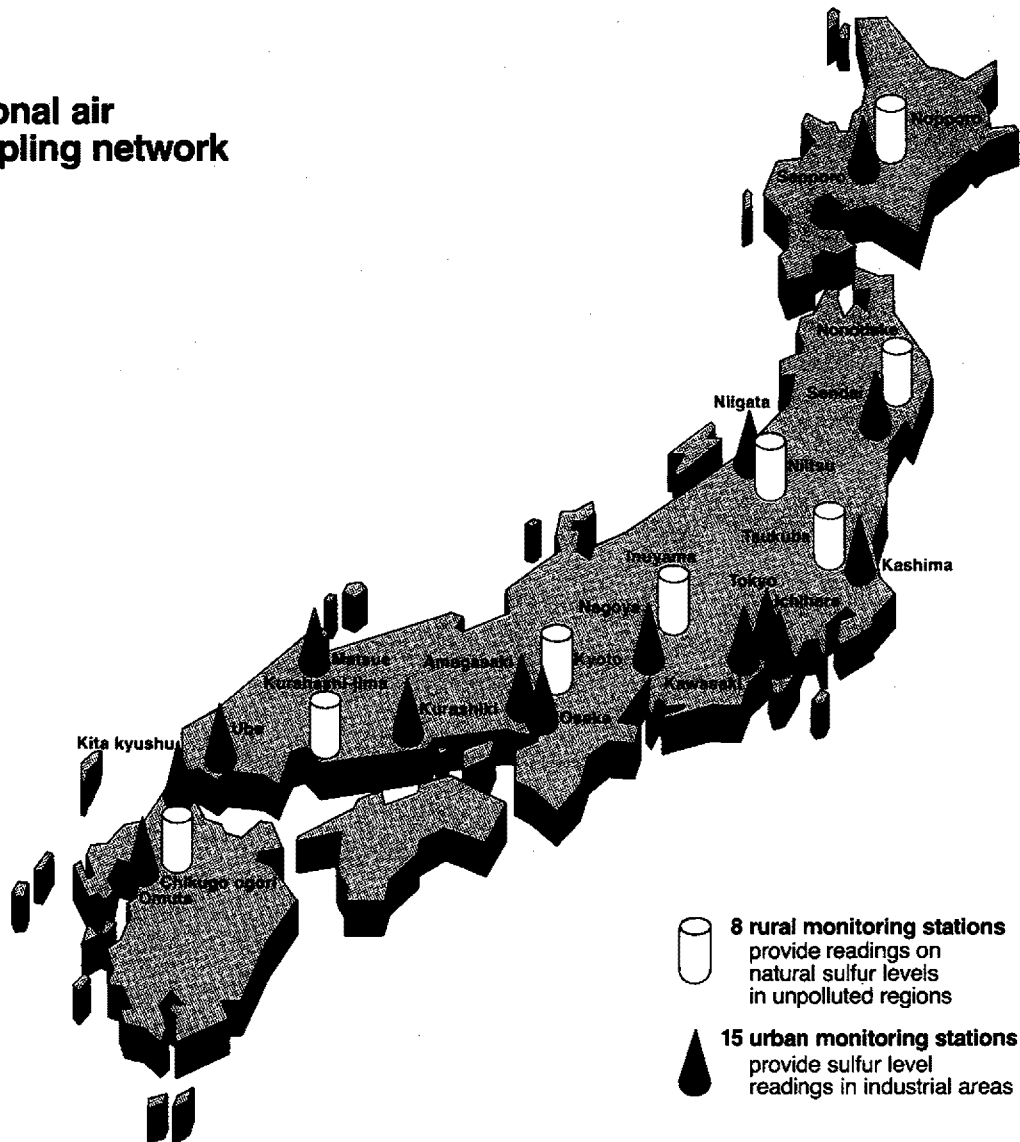 onal air
pling network
Nopporo
Sapporo
Nonodake
Sendai
Niigata
Niitsu
Tsukuba
Kashima
Inuyama
Tokyo
Ichihara
Nagoya
Kawasaki
Matsue
Amagasaki
Kyoto
Kurahashi-jima
Kurashiki
Osaka
Ube
Kita kyushu
Chikugo ogori
Omuta
8 rural monitoring stations
provide readings on
natural sulfur levels
in unpolluted regions
15 urban monitoring stations
provide sulfur level
readings in industrial areas